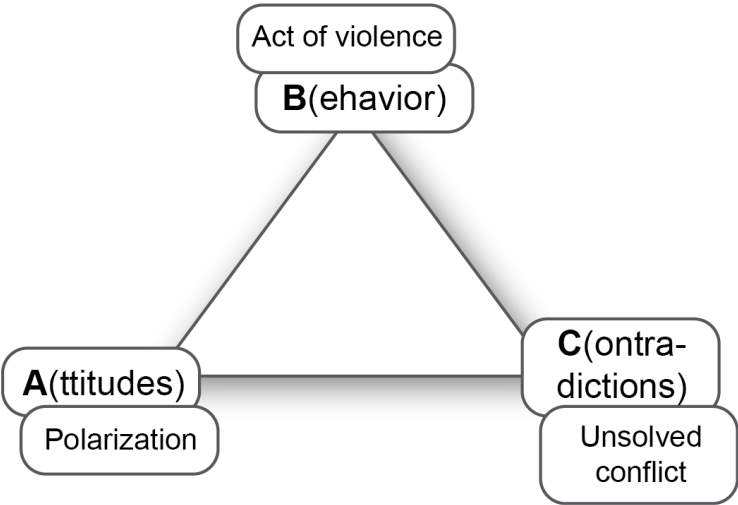 Act of violence
B(ehavior)
A(ttitudes)
Polarization
C(ontra-
dictions)
Unsolved
conflict